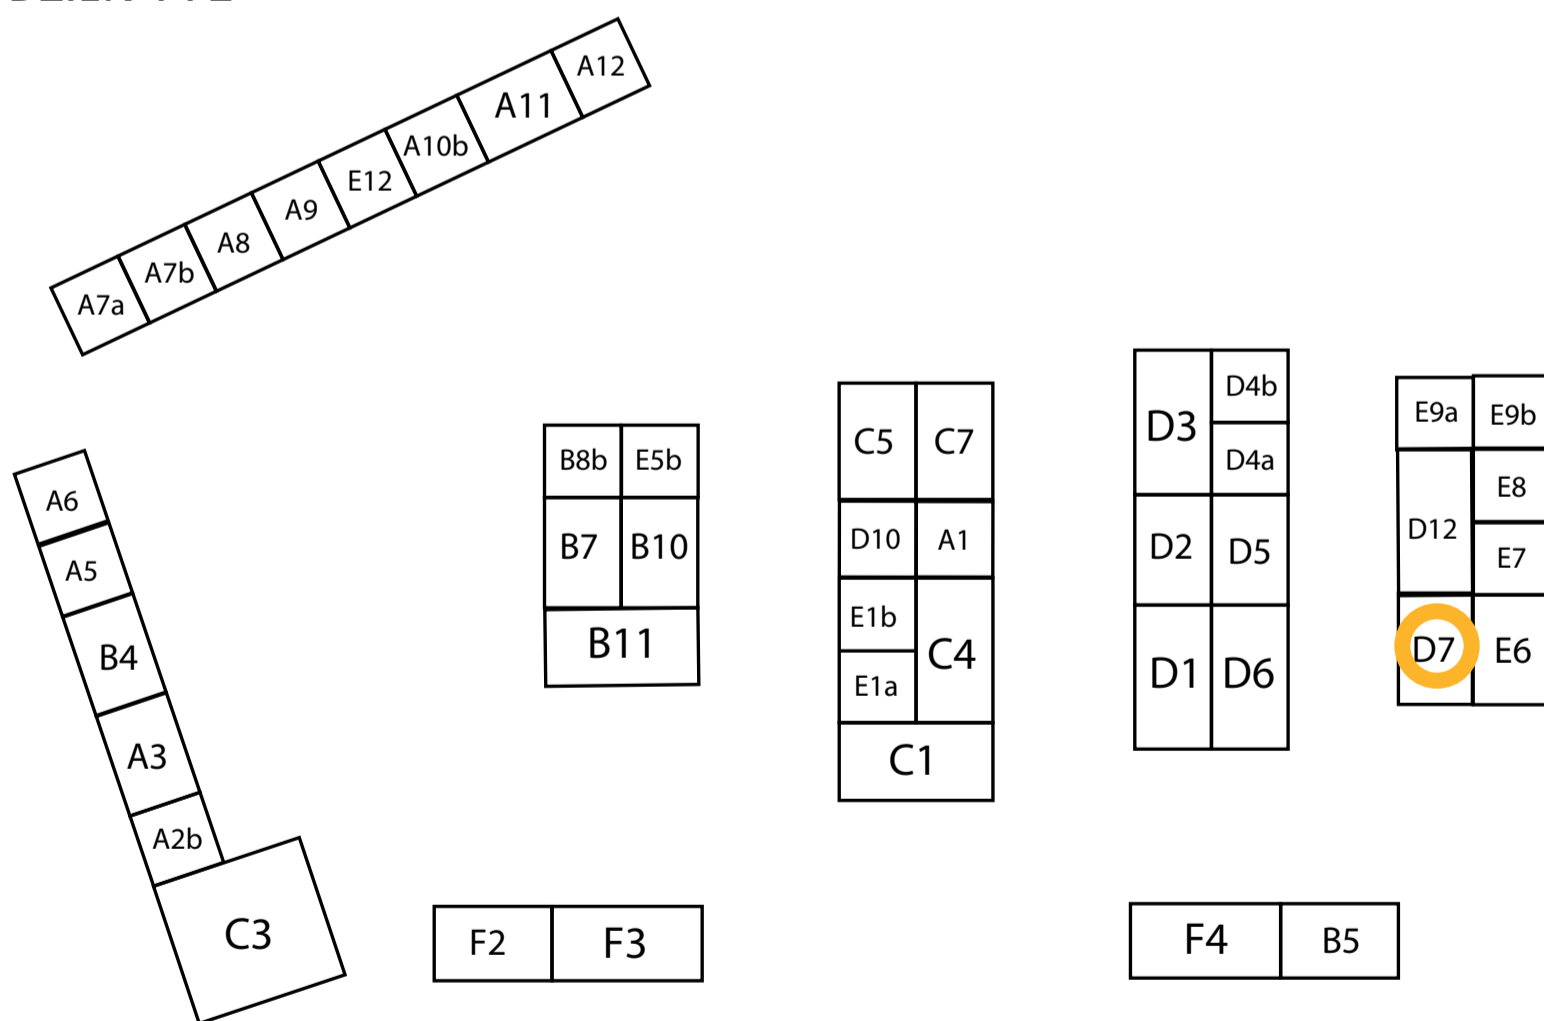 A12
A11
A10b
E12
A9
A8
A7b
A7a
A6
A5
B4
A3
A2b
C3
B8b E5b
B7 B10
B11
C5 C7
D10 A1
E1b
C4
E1a
C1
D3
D4b
D4a
D2 D5
D1 D6
E9a E9b
D12
E8
E7
D7 E6
F2 F3
F4 B5